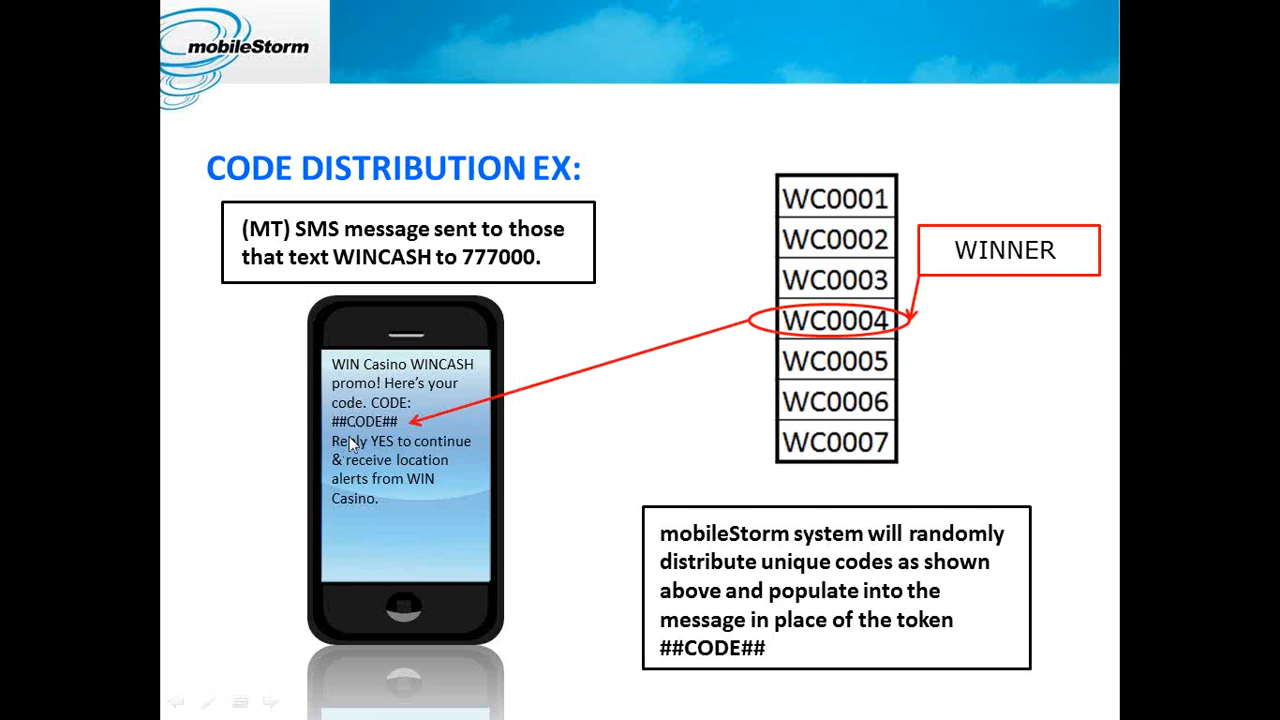 mobileStorm
CODE DISTRIBUTION EX:
(MT) SMS message sent to those
that text WINCASH to 777000.
WIN Casino WINCASH
promo! Here's your
code. CODE:
##CODE##
Reply YES to continue
& receive location
alerts from WIN
Casino.
WC0001
WC0002
WC0003
WC0004
WC0005
WC0006
WC0007
WINNER
mobileStorm system will randomly
distribute unique codes as shown
above and populate into the
message in place of the token
##CODE##